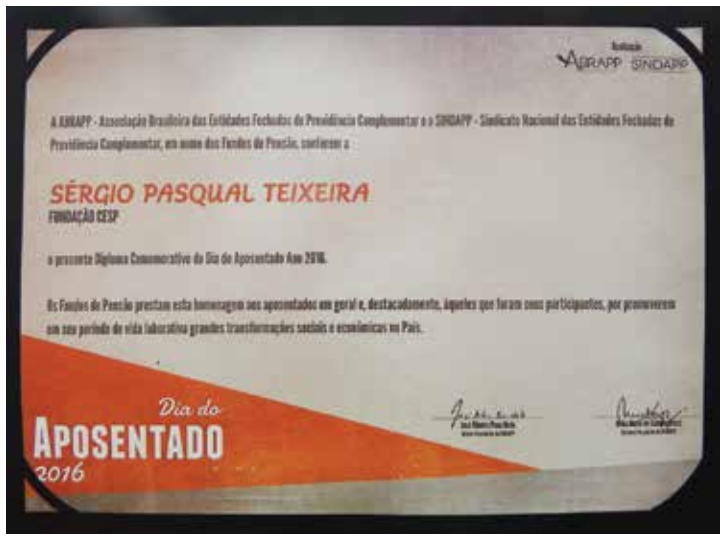 Realização
ABRAPP SINDAPP
A ABRAPP - Associação Brasileira das Entidades Fechadas de Previdência Complementar e o SINDAPP - Sindicato Nacional das Entidades Fechadas de
Previdência Complementar, em nome dos Fundos de Pensão, conferem a
SÉRGIO PASQUAL TEIXEIRA
FUNDAÇÃO CESP
o presente Diploma Comemorativo do Dia do Aposentado Ano 2016.
Os Fundos de Pensão prestam esta homenagem aos aposentados em geral e, destacadamente, àqueles que foram seus participantes, por promoverem
em seu período de vida laborativa grandes transformações sociais e econômicas no País.
Dia do
APOSENTADO
2016
José Ribeiro Pena Neto